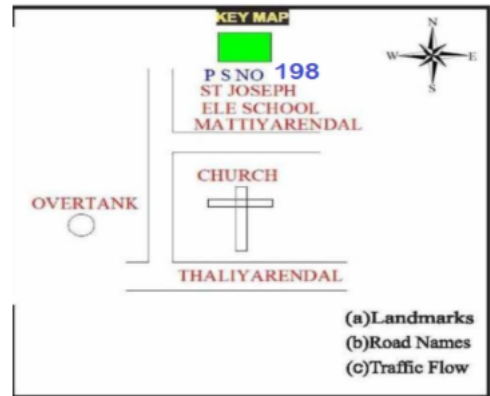 KEY MAP
N
W E
S
P S NO 198
ST JOSEPH
ELE SCHOOL
MATTIYARENDAL
CHURCH
OVERTANK
THALIYARENDAL
(a)Landmarks
(b)Road Names
(c)Traffic Flow